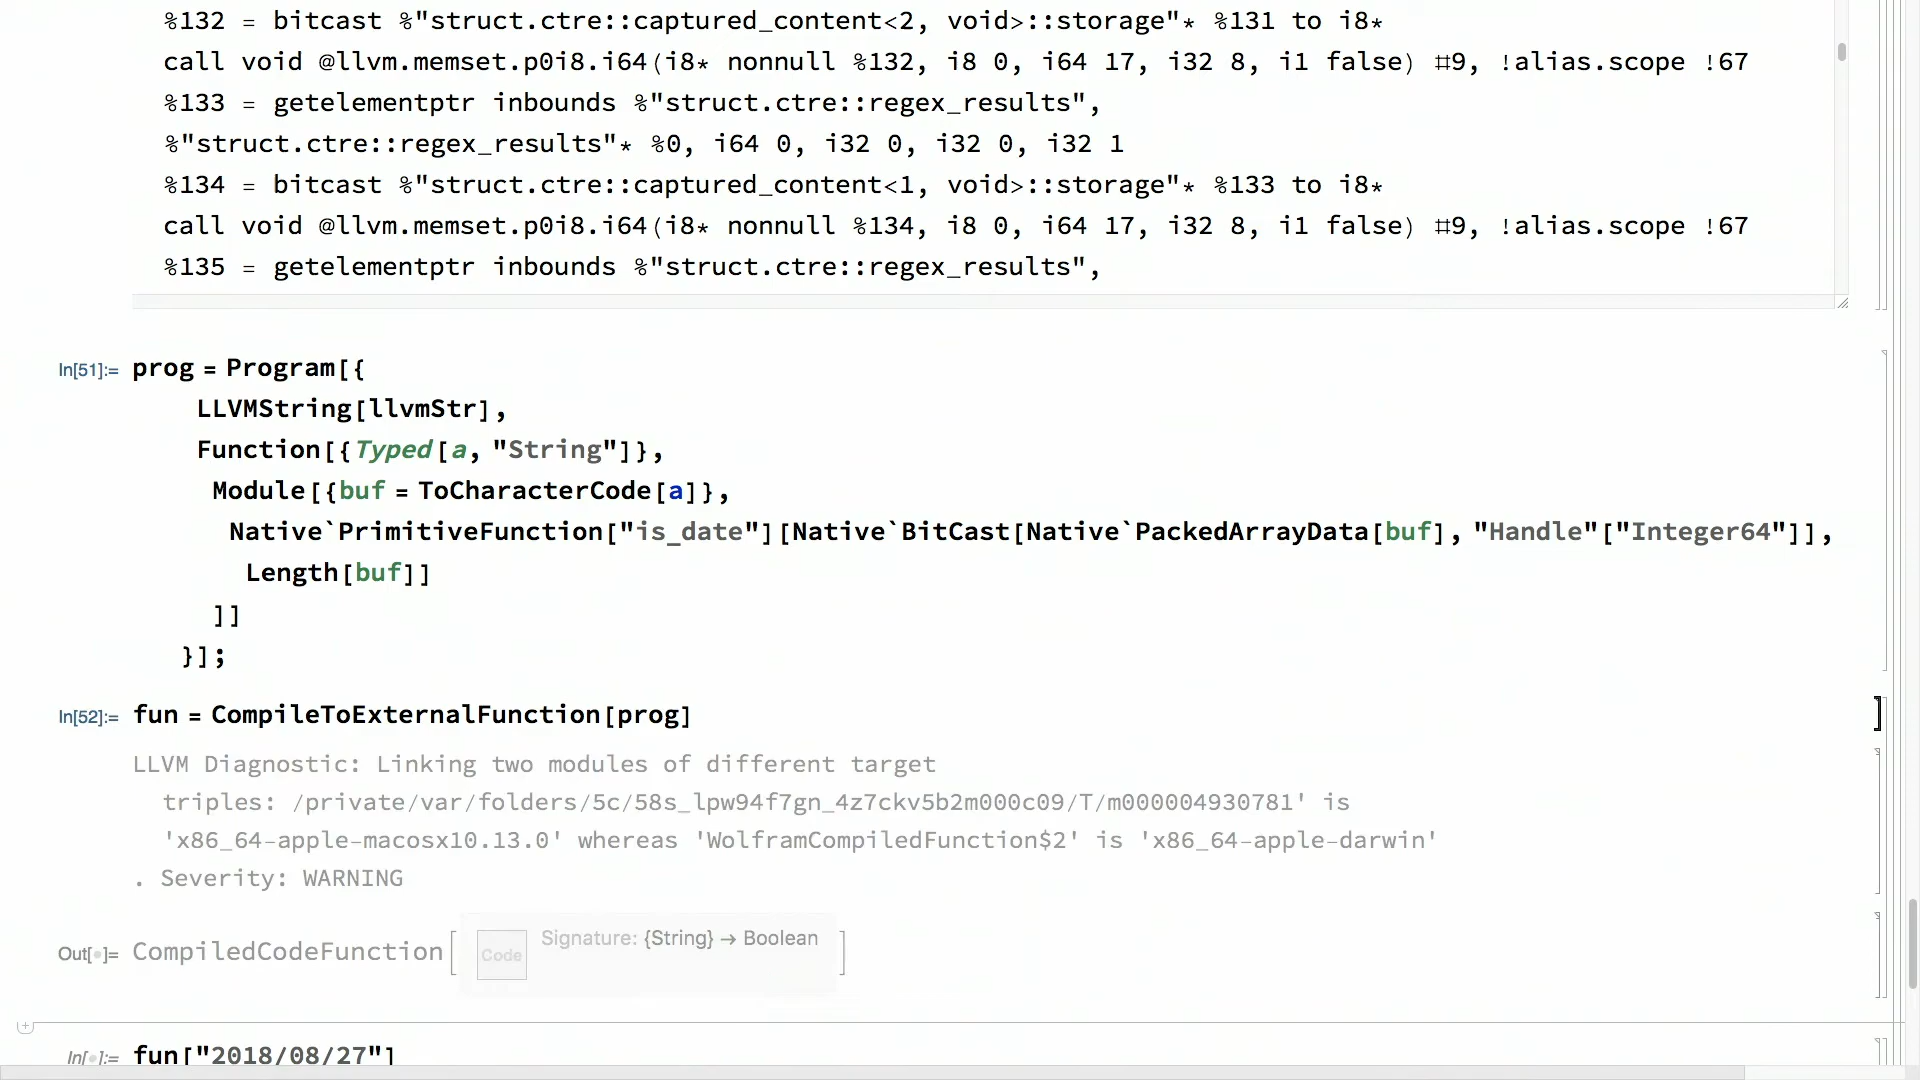 %132 = bitcast %"struct.ctre::captured_content<2, void>::storage"* %131 to i8*
call void @llvm.memset.p0i8.i64(i8* nonnull %132, i8 0, i64 17, i32 8, i1 false) #9, !alias.scope !67
%133 = getelementptr inbounds %"struct.ctre::regex_results",
%"struct.ctre::regex_results"* %0, i64 0, i32 0, i32 0, i32 1
%134 = bitcast %"struct.ctre::captured_content<1, void>::storage"* %133 to i8*
call void @llvm.memset.p0i8.i64(i8* nonnull %134, i8 0, i64 17, i32 8, i1 false) #9, !alias.scope !67
%135 = getelementptr inbounds %"struct.ctre::regex_results",
In[51]:= prog = Program[{
LLVMString[llvmStr],
Function[{Typed[a, "String"]},
Module[{buf = ToCharacterCode[a]},
Native`PrimitiveFunction["is_date"][Native`BitCast[Native`PackedArrayData[buf], "Handle"["Integer64"]],
Length[buf]]
]]
}];
In[52]:= fun = CompileToExternalFunction[prog]
LLVM Diagnostic: Linking two modules of different target
triples: /private/var/folders/5c/58s_lpw94f7gn_4z7ckv5b2m000c09/T/m000004930781' is
'x86_64-apple-macosx10.13.0' whereas 'WolframCompiledFunction$2' is 'x86_64-apple-darwin'
. Severity: WARNING
Out[•]= CompiledCodeFunction[ Code Signature: {String} → Boolean ]
In[•]:= fun["2018/08/27"]